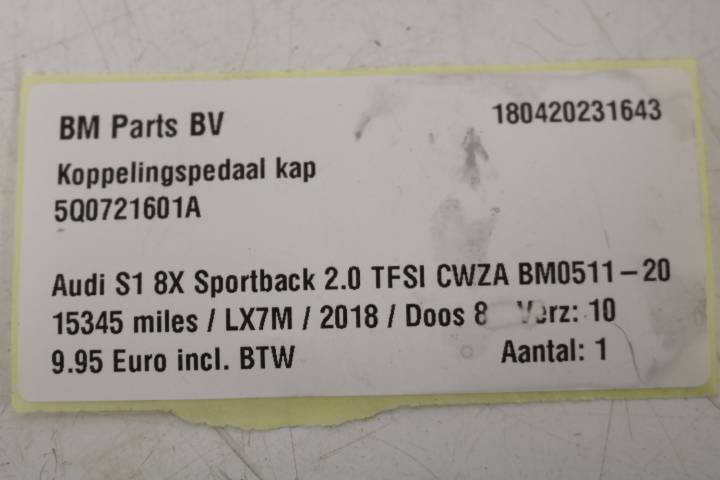 BM Parts BV 180420231643
Koppelingspedaal kap
5Q0721601A
Audi S1 8X Sportback 2.0 TFSI CWZA BM0511-20
15345 miles / LX7M / 2018 / Doos 8 Verz: 10
9.95 Euro incl. BTW Aantal: 1